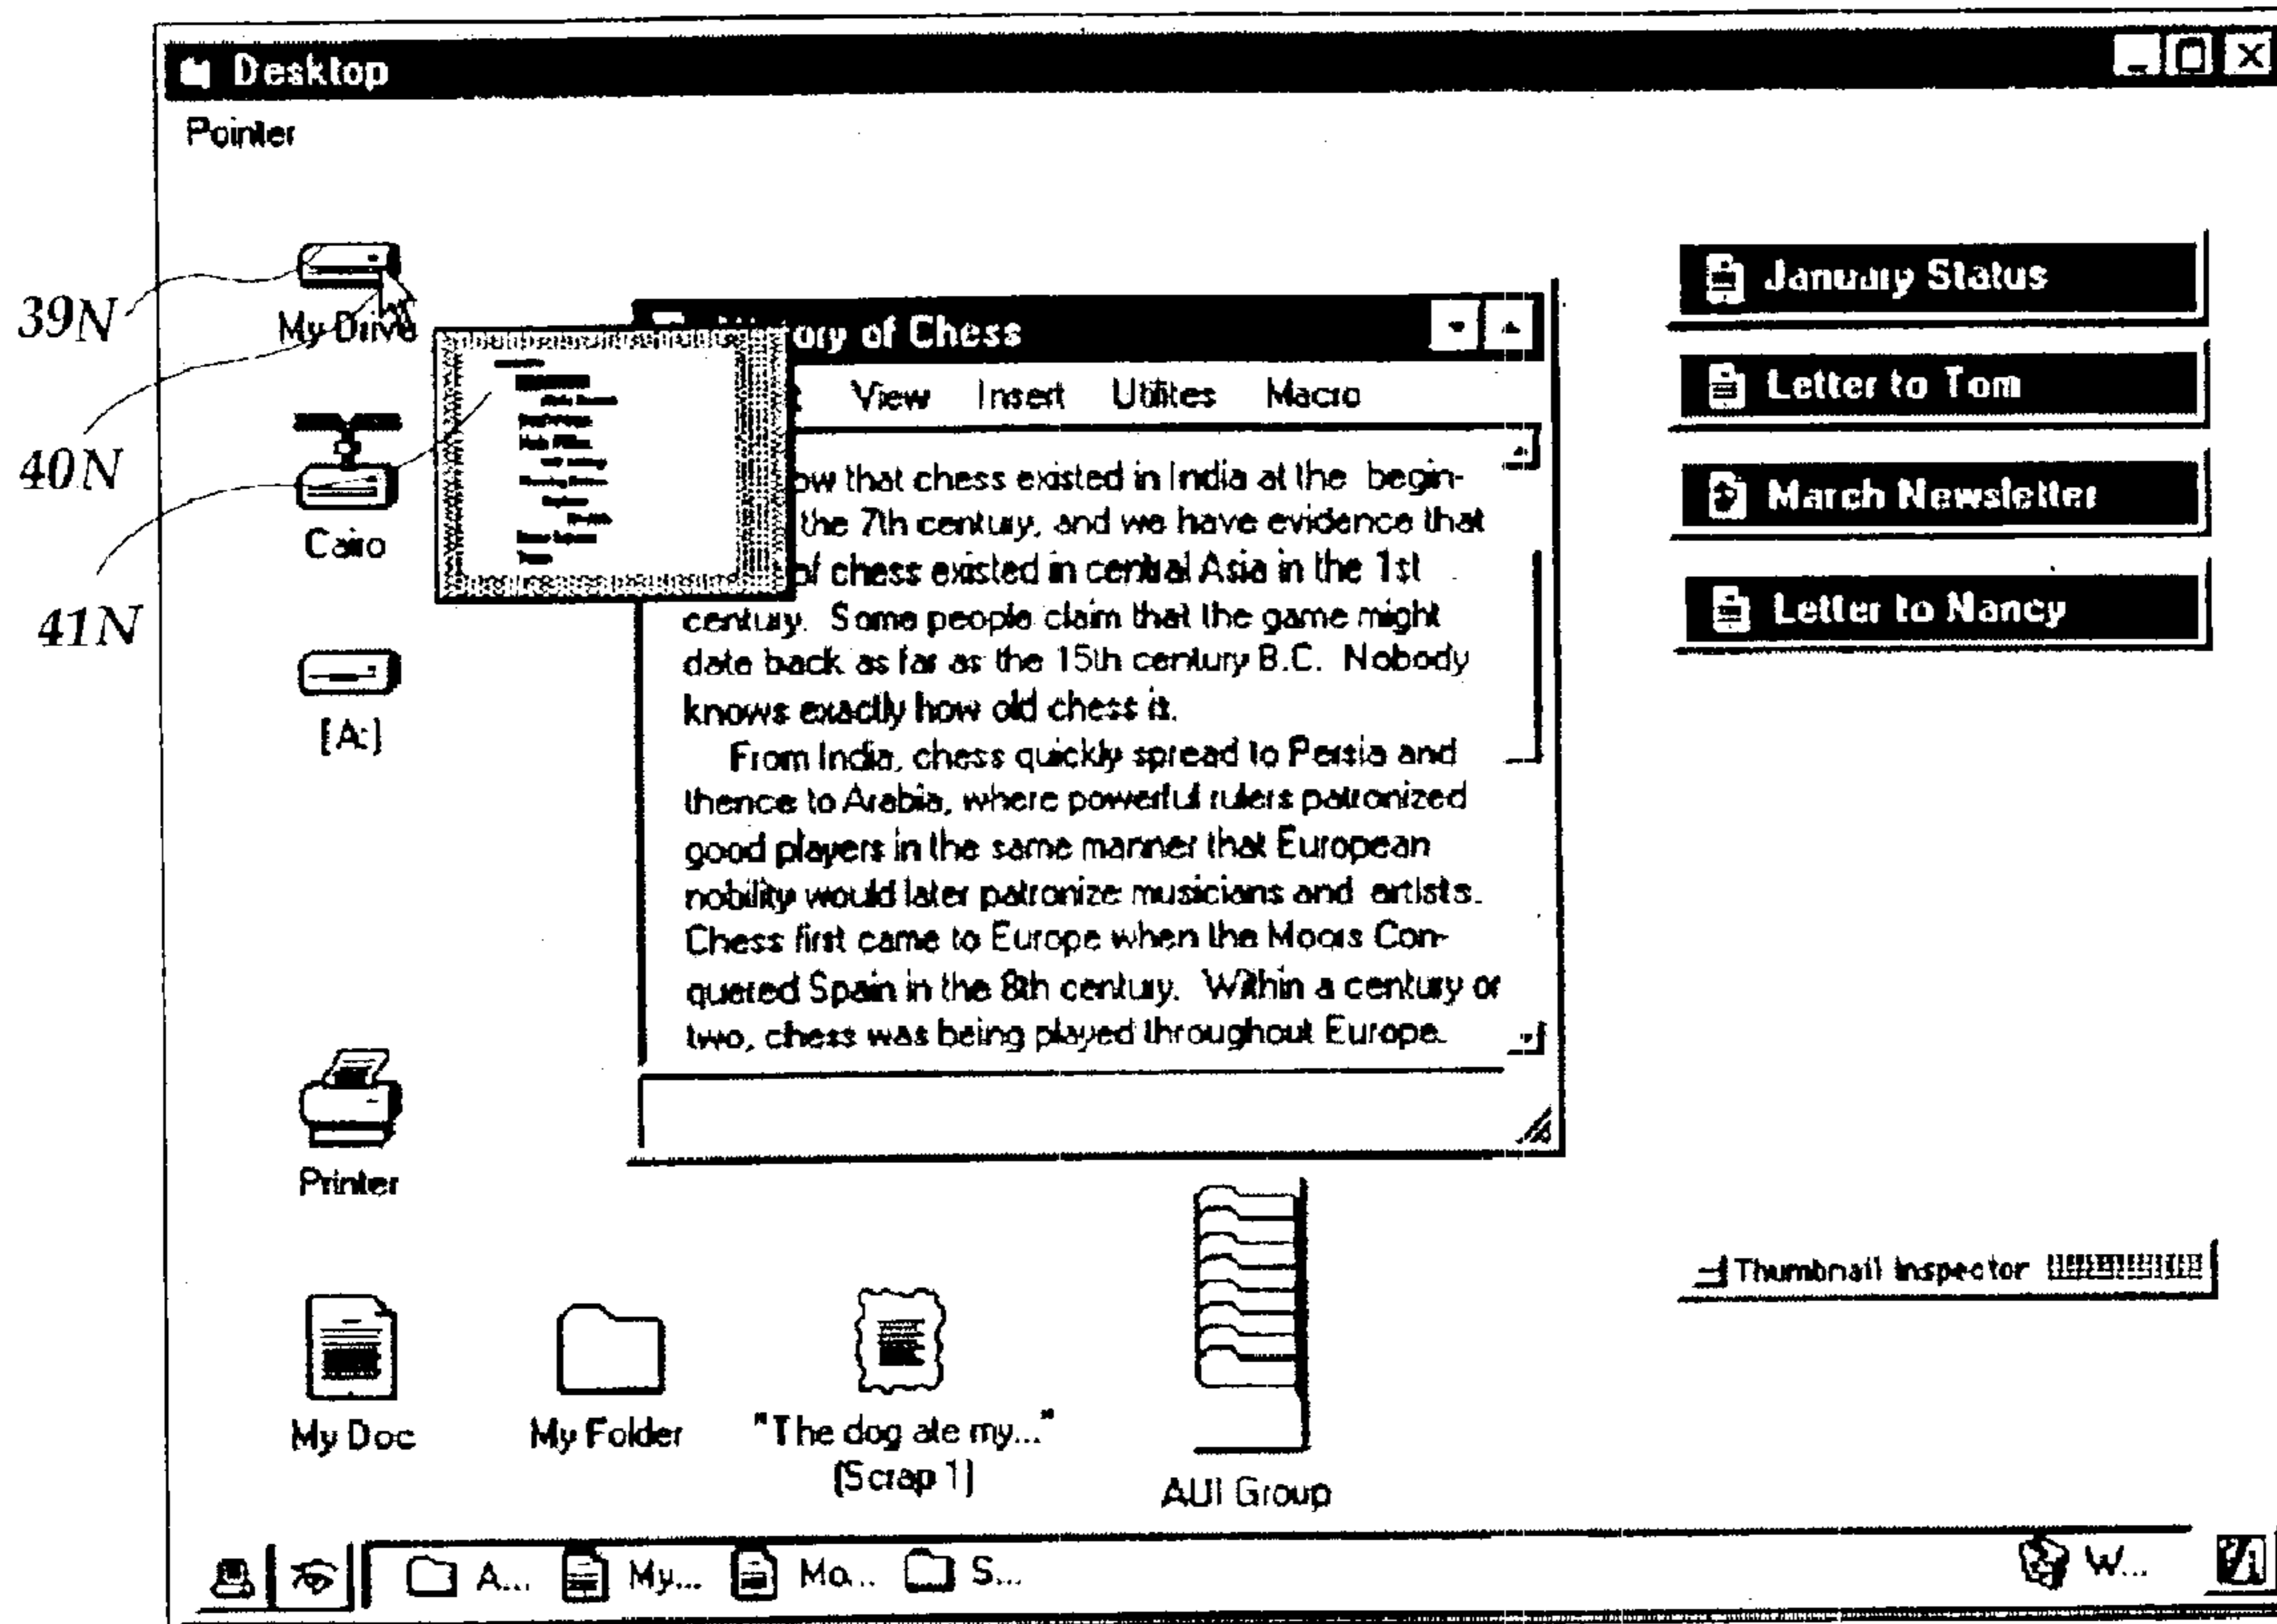 Desktop
Pointer
39N
My Drive
40N
Cairo
41N
[A:]
Printer
ory of Chess
View Insert Utilites Macro
ow that chess existed in India at the begin-
the 7th century, and we have evidence that
of chess existed in central Asia in the 1st
century. Some people claim that the game might
date back as far as the 15th century B.C. Nobody
knows exactly how old chess is.
From India, chess quickly spread to Persia and
thence to Arabia, where powerful rulers patronized
good players in the same manner that European
nobility would later patronize musicians and artists.
Chess first came to Europe when the Moors Con-
quered Spain in the 8th century. Within a century or
two, chess was being played throughout Europe.
January Status
Letter to Tom
March Newsletter
Letter to Nancy
Thumbnail Inspector
My Doc
My Folder
"The dog ate my..."
(Scrap 1)
AUI Group
A... My... Mo... S... W...